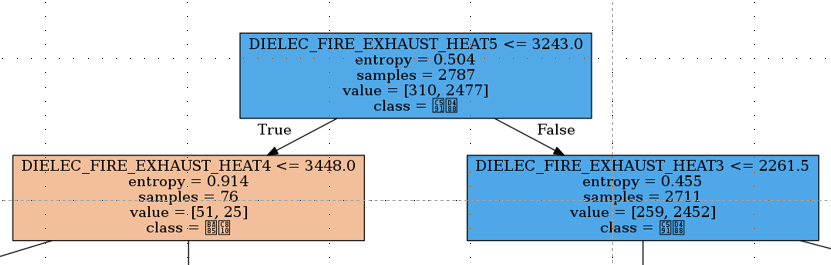 DIELEC_FIRE_EXHAUST_HEAT5 <= 3243.0
entropy = 0.504
samples = 2787
value = [310, 2477]
class =
True
False
DIELEC_FIRE_EXHAUST_HEAT4 <= 3448.0
entropy = 0.914
samples = 76
value = [51, 25]
class =
DIELEC_FIRE_EXHAUST_HEAT3 <= 2261.5
entropy = 0.455
samples = 2711
value = [259, 2452]
class =